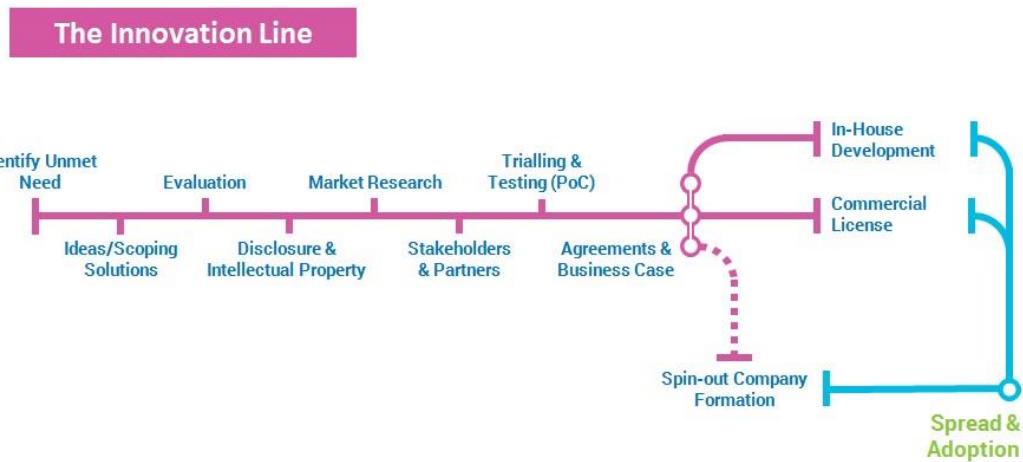 The Innovation Line
entify Unmet
Need
Ideas/Scoping
Solutions
Evaluation
Disclosure &
Intellectual Property
Market Research
Stakeholders
& Partners
Trialling &
Testing (PoC)
Agreements &
Business Case
In-House
Development
Commercial
License
Spin-out Company
Formation
Spread &
Adoption